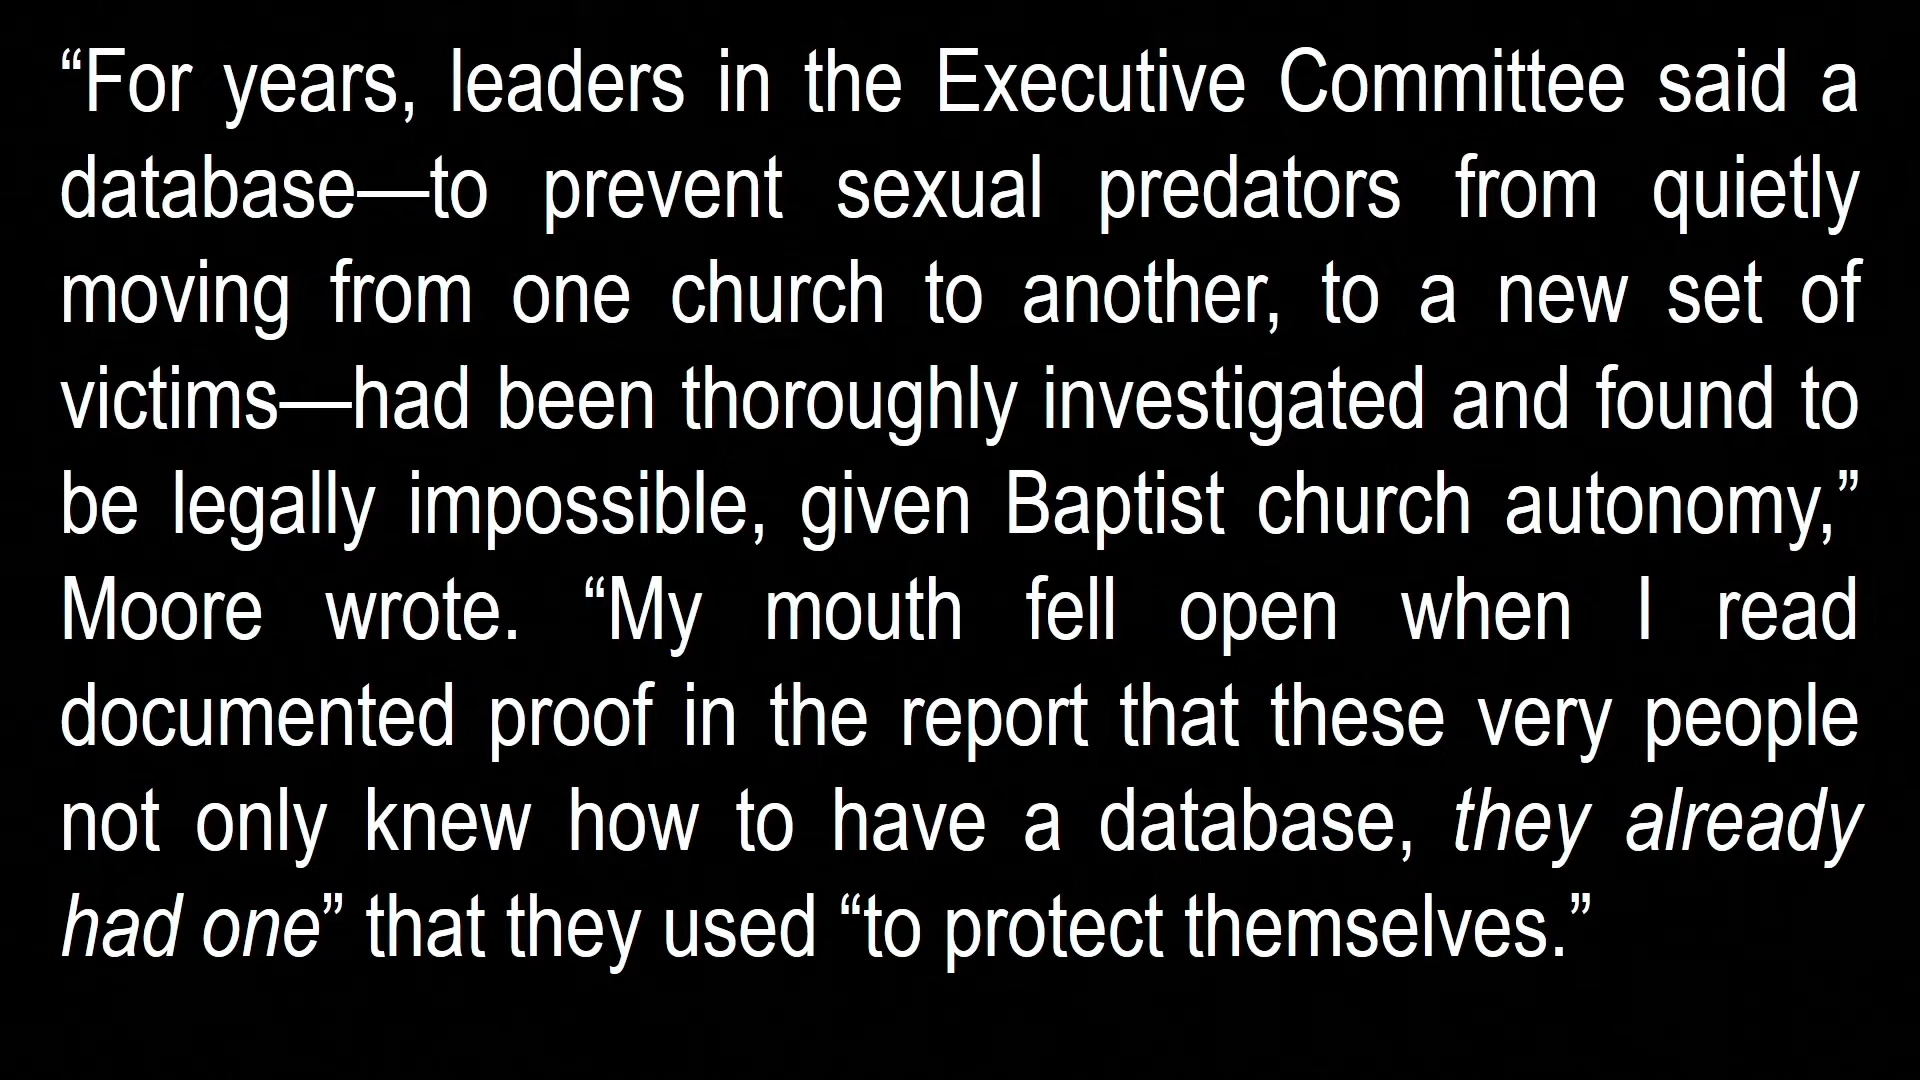 “For years, leaders in the Executive Committee said a
database—to prevent sexual predators from quietly
moving from one church to another, to a new set of
victims—had been thoroughly investigated and found to
be legally impossible, given Baptist church autonomy,”
Moore wrote. “My mouth fell open when I read
documented proof in the report that these very people
not only knew how to have a database, they already
had one” that they used “to protect themselves.”